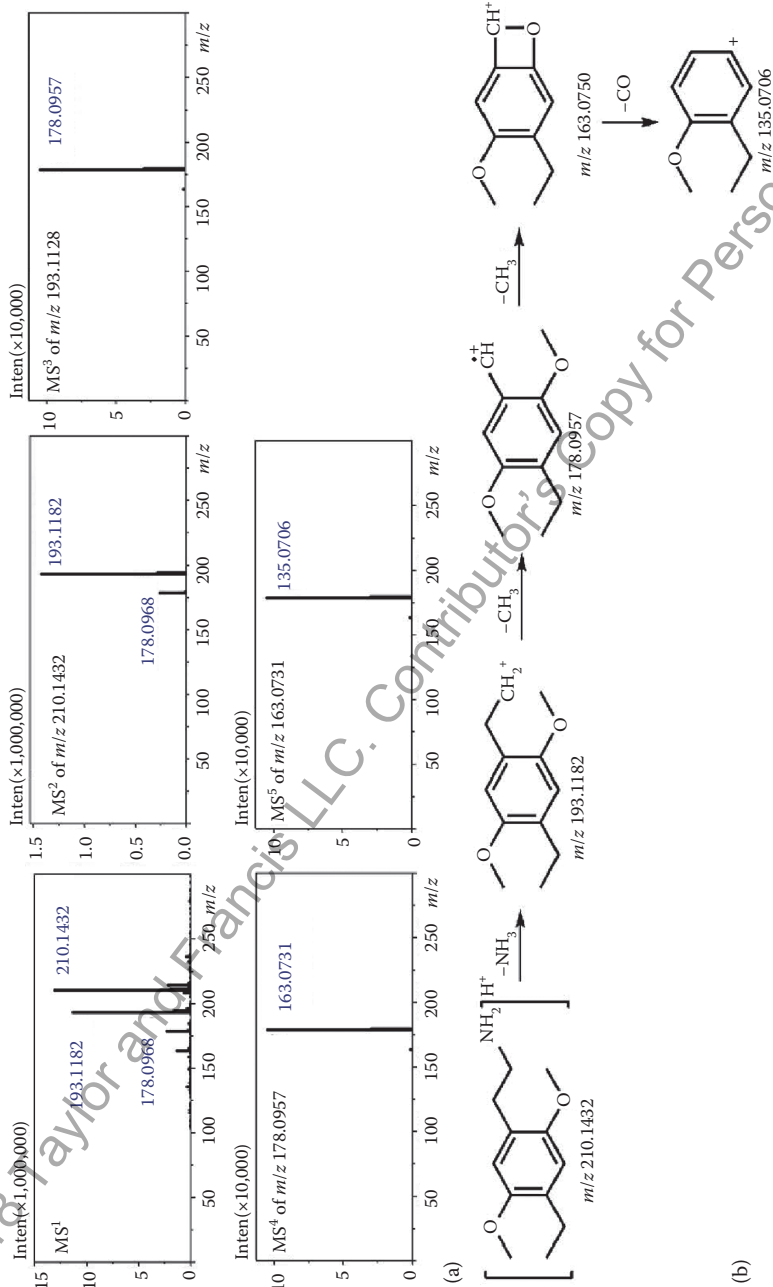 Inten(×1,000,000)
15
10
5
0
MS¹
193.1182
178.0968
210.1432
50 100 150 200 250 m/z
Inten(×1,000,000)
1.5
1.0
0.5
0.0
MS² of m/z 210.1432
178.0968
193.1182
50 100 150 200 250 m/z
Inten(×10,000)
10
5
0
MS³ of m/z 193.1128
178.0957
50 100 150 200 250 m/z
Inten(×10,000)
10
5
0
MS⁴ of m/z 178.0957
163.0731
50 100 150 200 250 m/z
Inten(×10,000)
10
5
0
MS⁵ of m/z 163.0731
135.0706
50 100 150 200 250 m/z
(a)
O
NH₂
H⁺
O
m/z 210.1432
−NH₃
O
CH₂⁺
O
m/z 193.1182
−CH₃
O
CH
•+
O
m/z 178.0957
−CH₃
O
CH⁺
O
m/z 163.0750
−CO
O
+
m/z 135.0706
(b)
8 Taylor and Francis LLC. Contributor's Copy for Perso